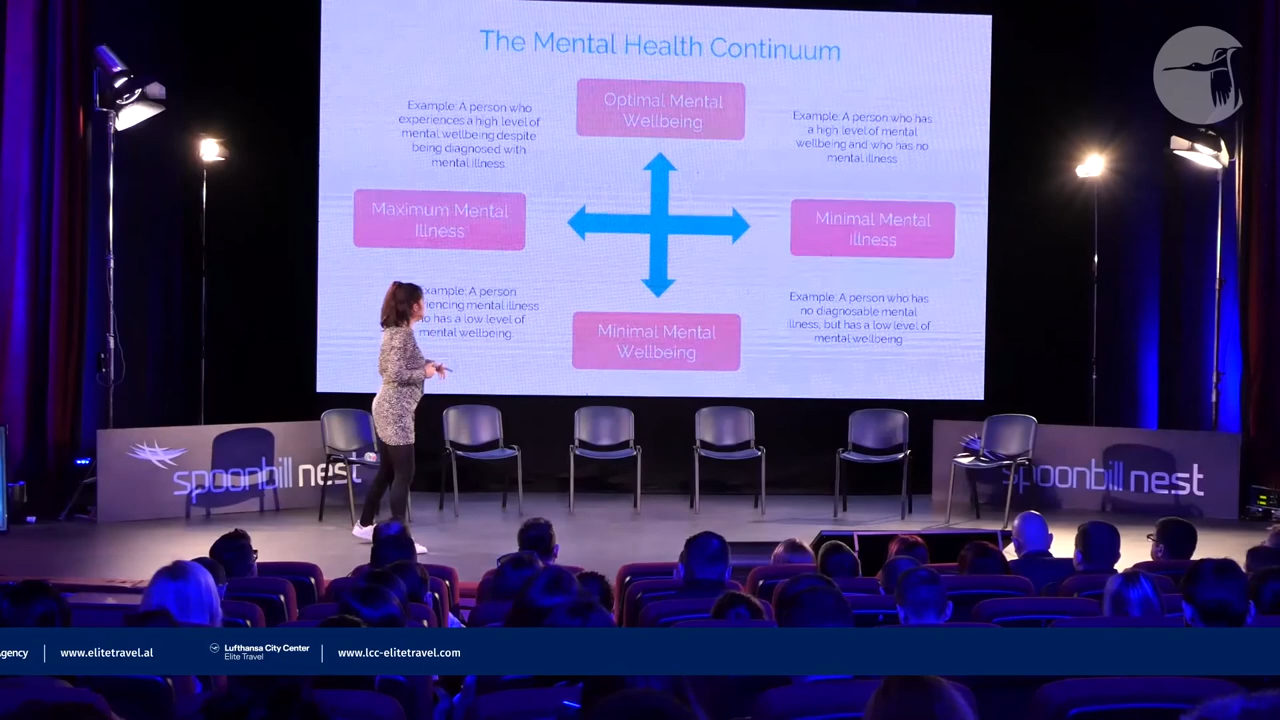 The Mental Health Continuum
Optimal Mental
Wellbeing
Example: A person who
experiences a high level of
mental wellbeing despite
being diagnosed with
mental illness.
Example: A person who has
a high level of mental
wellbeing and who has no
mental illness
Maximum Mental
Illness
Minimal Mental
illness
A person
mental illness
has a low level of
mental wellbeing.
Minimal Mental
Wellbeing
Example: A person who has
no diagnosable mental
illness, but has a low level of
mental wellbeing
spoonbill nest
spoonbill nest
www.elitetravel.al
Lufthansa City Center
Elite Travel
www.lcc-elitetravel.com